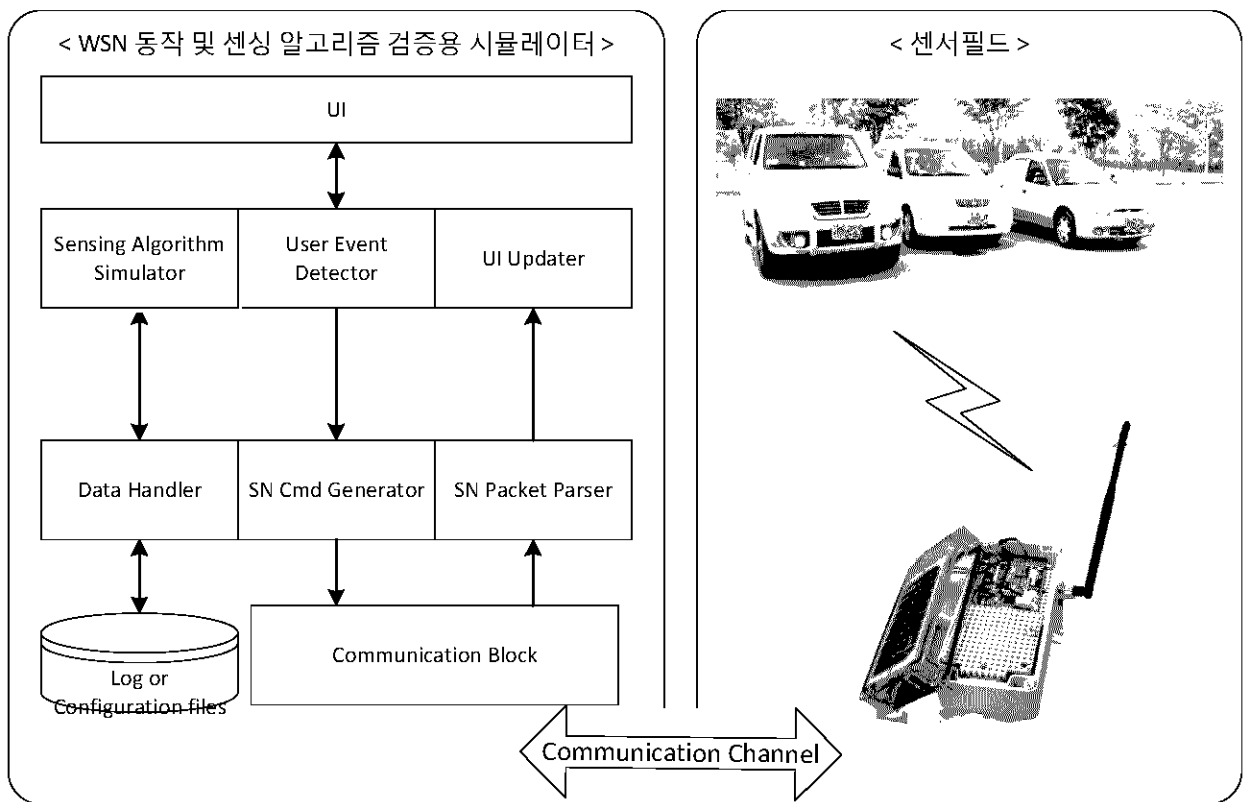 < WSN 동작 및 센싱 알고리즘 검증용 시뮬레이터 >
UI
Sensing Algorithm
Simulator
User Event
Detector
UI Updater
Data Handler
SN Cmd Generator
SN Packet Parser
Log or
Configuration files
Communication Block
< 센서필드 >
Communication Channel